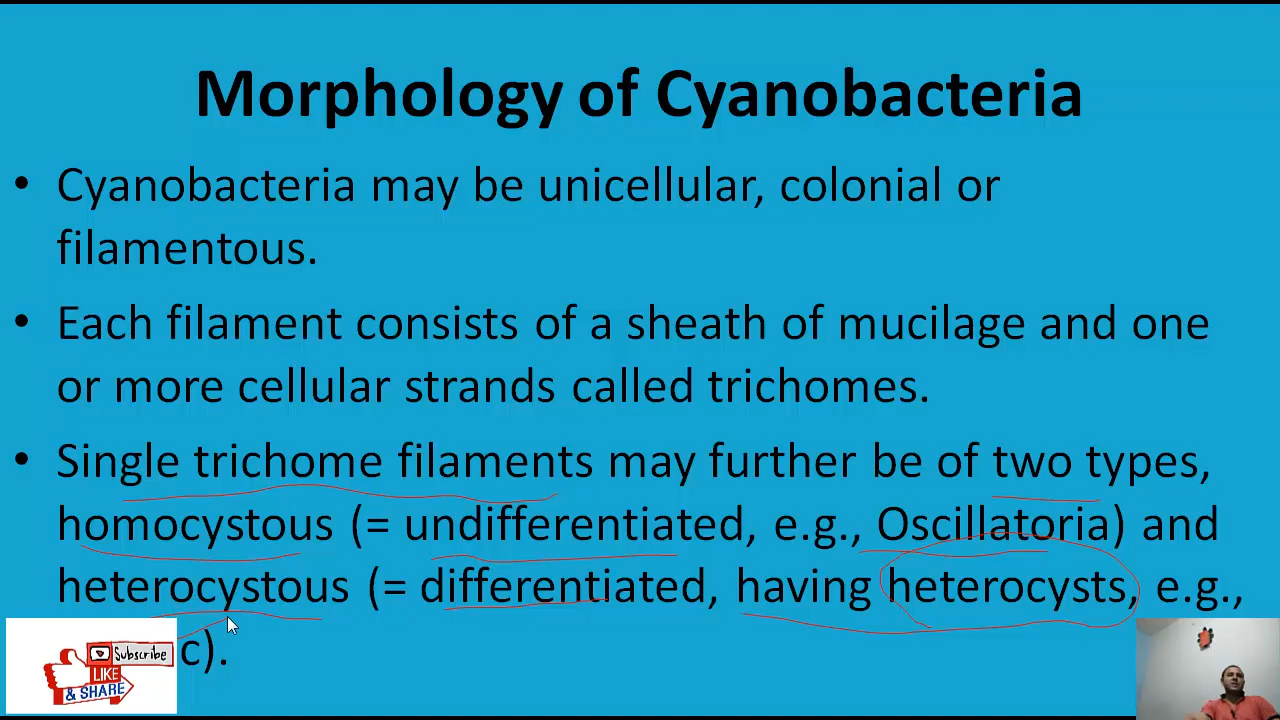 Morphology of Cyanobacteria
• Cyanobacteria may be unicellular, colonial or
filamentous.
• Each filament consists of a sheath of mucilage and one
or more cellular strands called trichomes.
• Single trichome filaments may further be of two types,
homocystous (= undifferentiated, e.g., Oscillatoria) and
heterocystous (= differentiated, having heterocysts, e.g.,
c).
Subscribe
LIKE
& SHARE